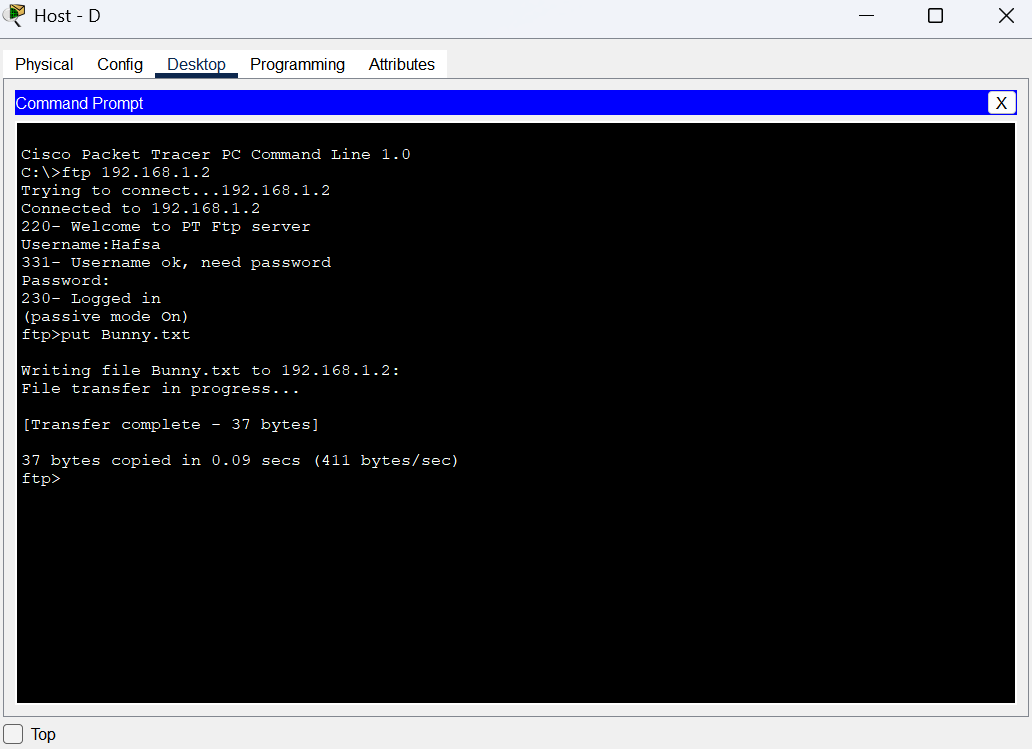 Host - D
Physical Config Desktop Programming Attributes
Command Prompt
X
Cisco Packet Tracer PC Command Line 1.0
C:\>ftp 192.168.1.2
Trying to connect...192.168.1.2
Connected to 192.168.1.2
220- Welcome to PT Ftp server
Username:Hafsa
331- Username ok, need password
Password:
230- Logged in
(passive mode On)
ftp>put Bunny.txt
Writing file Bunny.txt to 192.168.1.2:
File transfer in progress...
[Transfer complete - 37 bytes]
37 bytes copied in 0.09 secs (411 bytes/sec)
ftp>
Top